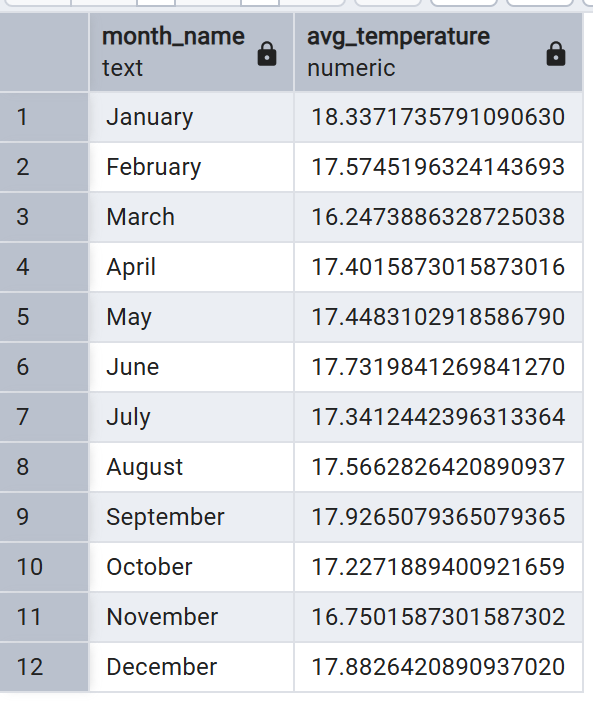 month_name avg_temperature
text numeric
1 January 18.3371735791090630
2 February 17.5745196324143693
3 March 16.2473886328725038
4 April 17.4015873015873016
5 May 17.4483102918586790
6 June 17.7319841269841270
7 July 17.3412442396313364
8 August 17.5662826420890937
9 September 17.9265079365079365
10 October 17.2271889400921659
11 November 16.7501587301587302
12 December 17.8826420890937020